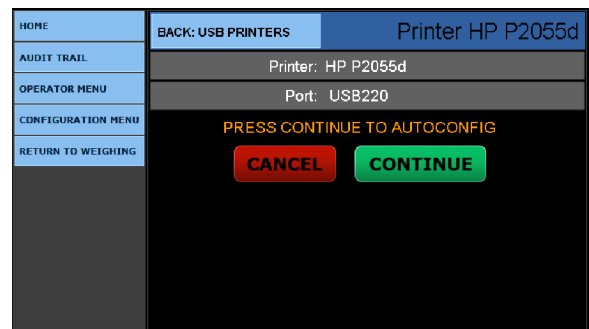 HOME
AUDIT TRAIL
OPERATOR MENU
CONFIGURATION MENU
RETURN TO WEIGHING
BACK: USB PRINTERS
Printer HP P2055d
Printer: HP P2055d
Port: USB220
PRESS CONTINUE TO AUTOCONFIG
CANCEL
CONTINUE